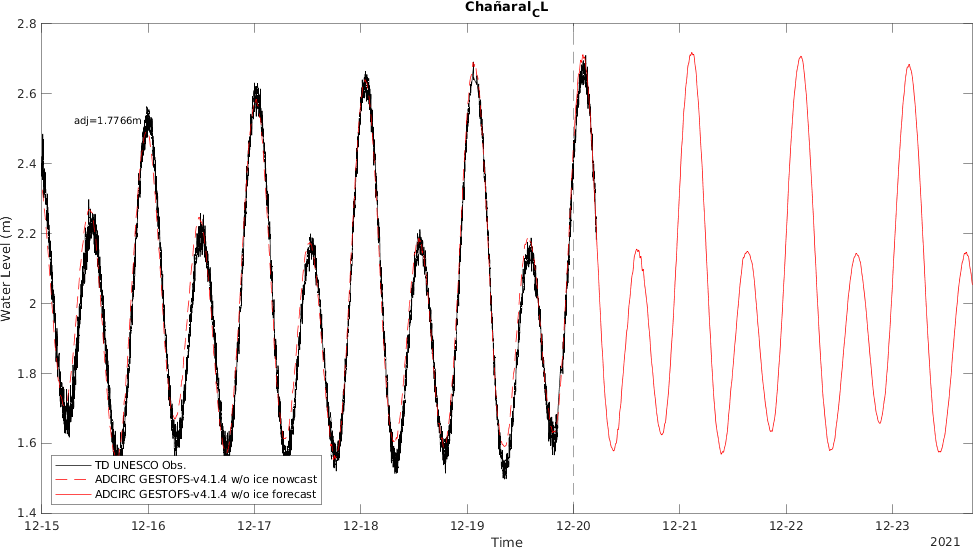 Chañaral_CL
2.8
2.6
2.4
2.2
2
1.8
1.6
1.4
Water Level (m)
adj=1.7766m
TD UNESCO Obs.
ADCIRC GESTOFS-v4.1.4 w/o ice nowcast
ADCIRC GESTOFS-v4.1.4 w/o ice forecast
12-15 12-16 12-17 12-18 12-19 12-20 12-21 12-22 12-23
Time
2021